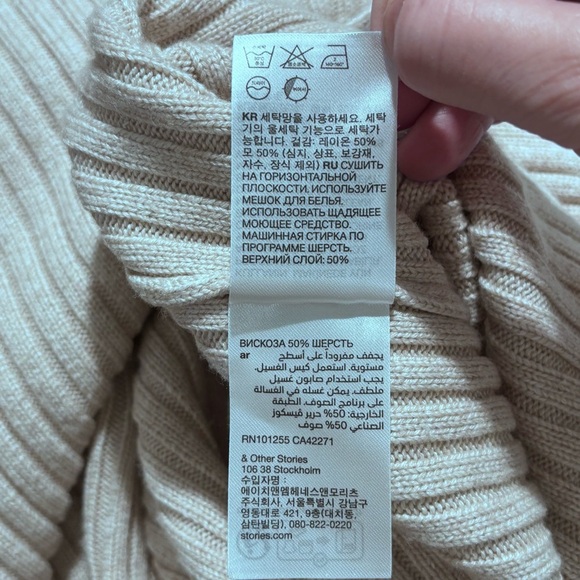 KR 세탁망을 사용하세요. 세탁
기의 울세탁 기능으로 세탁가
능합니다. 겉감: 레이온 50%
모 50% (심지, 상표, 보강재,
자수, 장식 제외) RU СУШИТЬ
НА ГОРИЗОНТАЛЬНОЙ
ПЛОСКОСТИ. ИСПОЛЬЗУЙТЕ
МЕШОК ДЛЯ БЕЛЬЯ.
ИСПОЛЬЗОВАТЬ ЩАДЯЩЕЕ
МОЮЩЕЕ СРЕДСТВО.
МАШИННАЯ СТИРКА ПО
ПРОГРАММЕ ШЕРСТЬ.
ВЕРХНИЙ СЛОЙ: 50%
ВИСКОЗА 50% ШЕРСТЬ
ar يجفف مفروداً على أسطح
مستوية. استعمل كيس الغسيل.
يجب استخدام صابون غسيل
ملطف. يمكن غسله في الغسالة
على برنامج الصوف. الطبقة
الخارجية: 50% حرير ڤيسكوز
الصناعي 50% صوف
RN101255 CA42271
& Other Stories
106 38 Stockholm
수입자명:
에이치앤엠헤네스앤모리츠
주식회사, 서울특별시 강남구
영동대로 421, 9층(대치동,
삼탄빌딩), 080-822-0220
stories.com